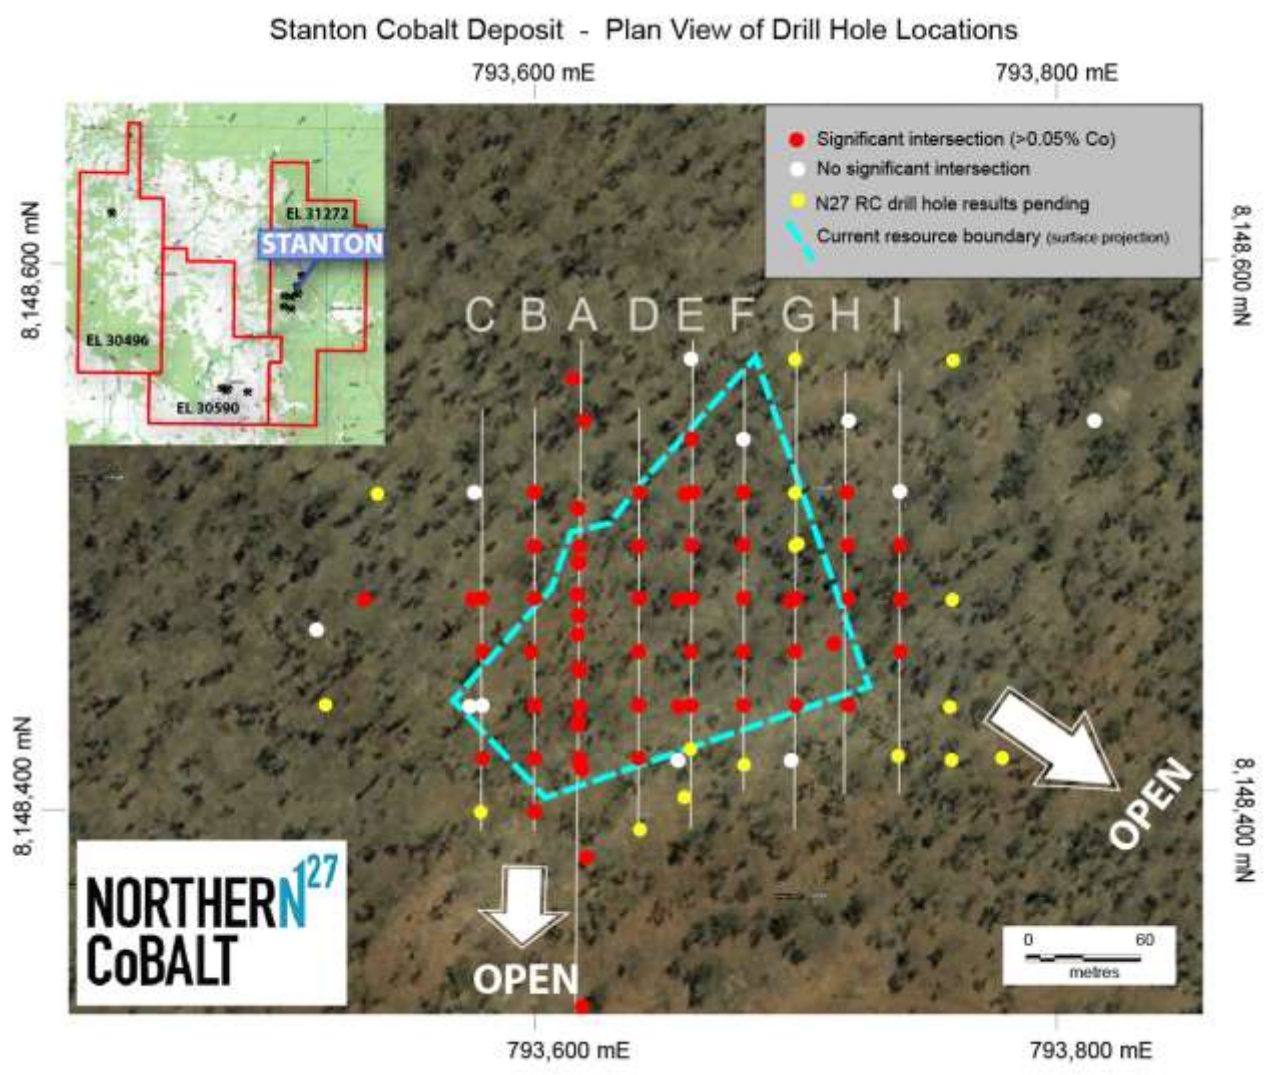 Stanton Cobalt Deposit - Plan View of Drill Hole Locations
793,600 mE
793,800 mE
Significant intersection (>0.05% Co)
No significant intersection
N27 RC drill hole results pending
Current resource boundary (surface projection)
EL 31272
STANTON
EL 30496
EL 30590
8,148,600 mN
8,148,600 mN
C B A D E F G H I
8,148,400 mN
8,148,400 mN
OPEN
NORTHERN127
CoBALT
OPEN
0 60
metres
793,600 mE
793,800 mE